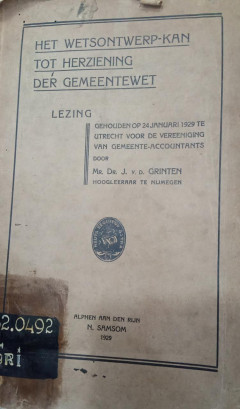 HET WETSONTWERP-KAN
TOT HERZIENING
DER GEMEENTEWET
LEZING
GEHOUDEN OP 24 JANUARI 1929 TE
UTRECHT VOOR DE VEREENIGING
VAN GEMEENTE-ACCOUNTANTS
DOOR
MR. DR. J. V. D. GRINTEN
HOOGLEERAAR TE NIJMEGEN
ALPHEN AAN DEN RIJN
N. SAMSOM
1929
2.0492